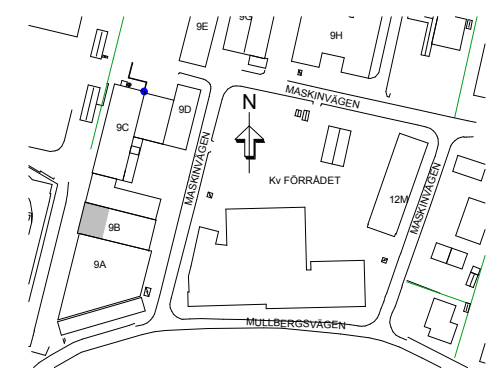 9E
9G
9H
MASKINVÄGEN
9D
N
9C
MASKINVÄGEN
Kv FÖRRÅDET
12M
MASKINVÄGEN
9B
9A
MULLBERGSVÄGEN